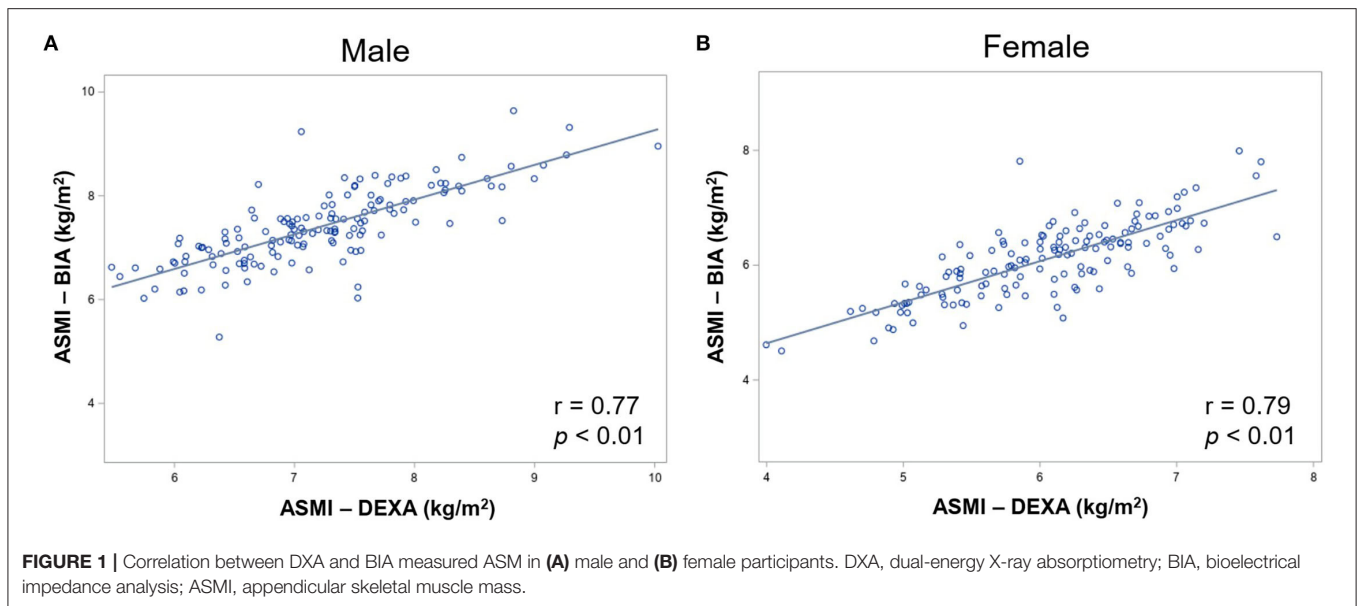 A
Male
10
8
6
4
ASMI – BIA (kg/m²)
6
7
8
9
10
ASMI – DEXA (kg/m²)
r = 0.77
p < 0.01
B
Female
8
6
4
ASMI – BIA (kg/m²)
4
5
6
7
8
ASMI – DEXA (kg/m²)
r = 0.79
p < 0.01
FIGURE 1 | Correlation between DXA and BIA measured ASM in (A) male and (B) female participants. DXA, dual-energy X-ray absorptiometry; BIA, bioelectrical
impedance analysis; ASMI, appendicular skeletal muscle mass.